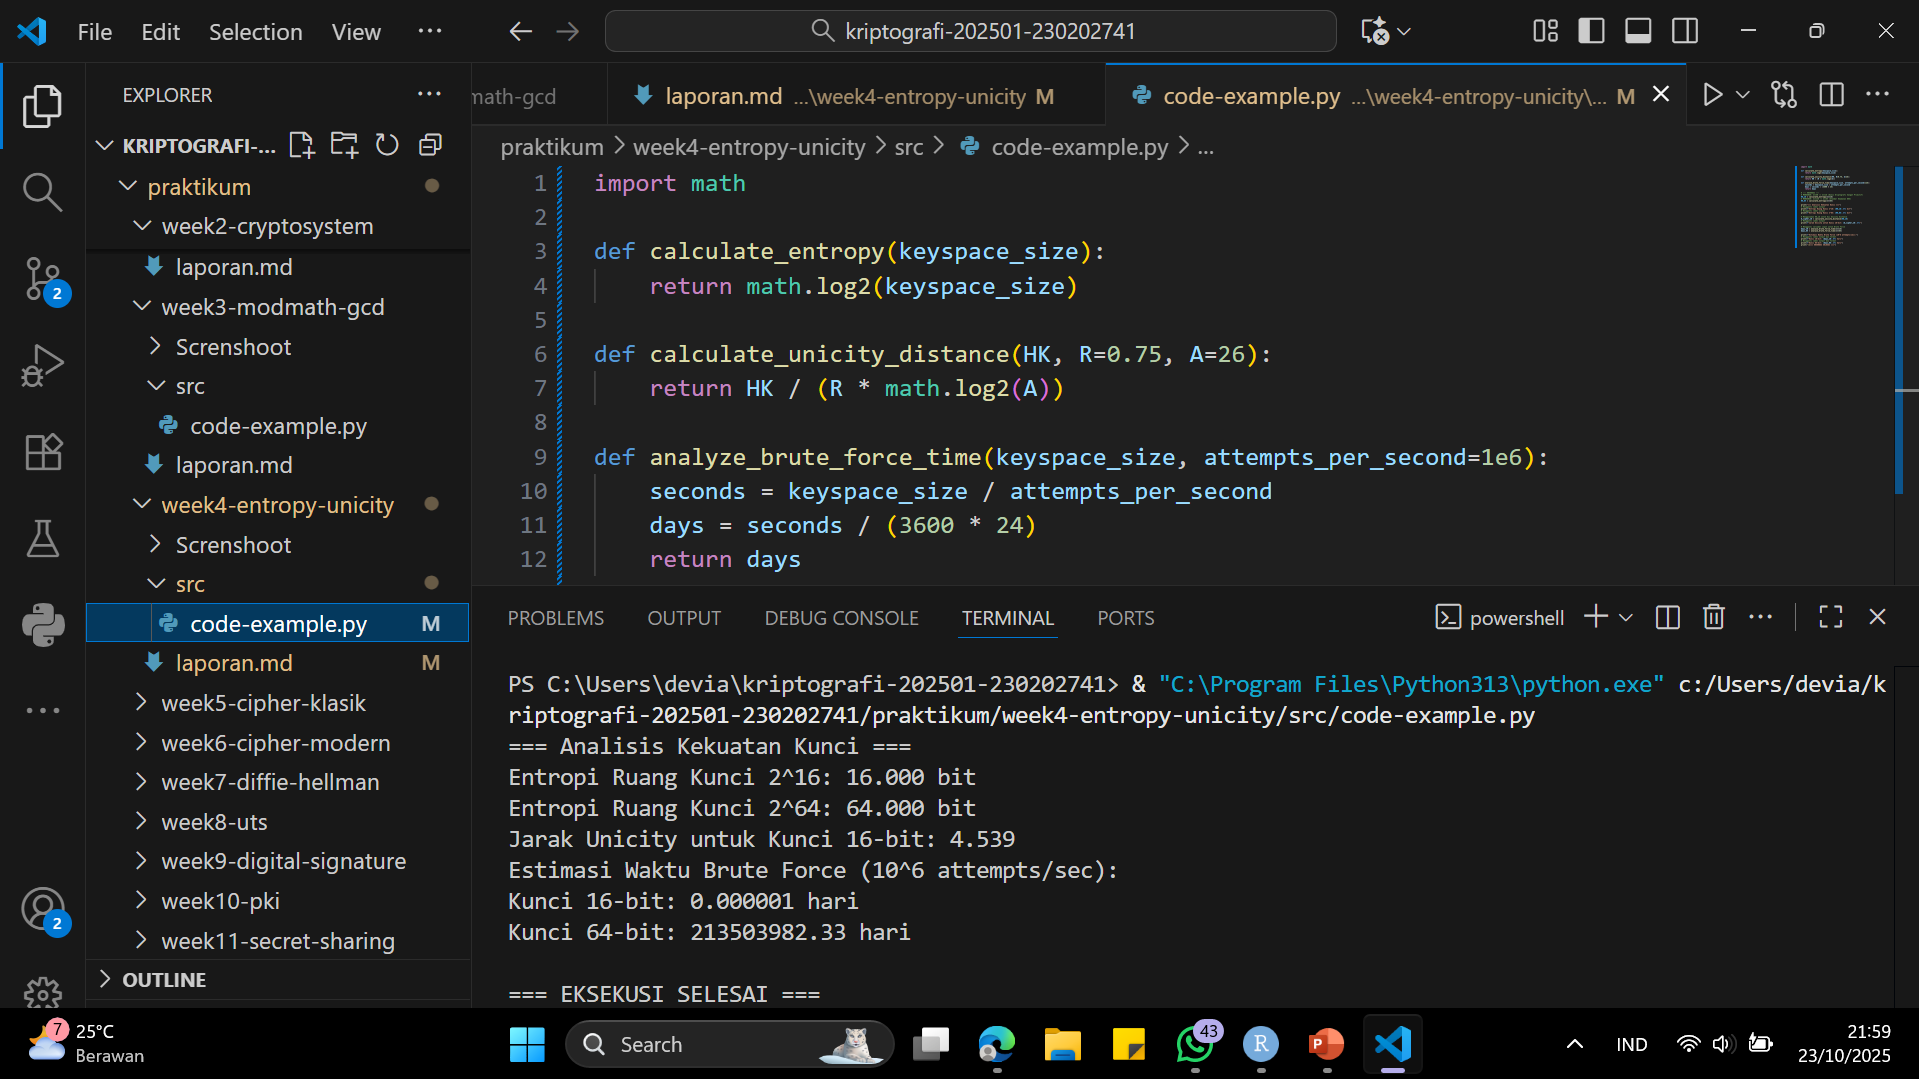 File Edit Selection View ...
kriptografi-202501-230202741
EXPLORER
KRIPTOGRAFI-...
praktikum
week2-cryptosystem
laporan.md
week3-modmath-gcd
Screnshoot
src
code-example.py
laporan.md
week4-entropy-unicity
Screnshoot
src
code-example.py M
laporan.md M
week5-cipher-klasik
week6-cipher-modern
week7-diffie-hellman
week8-uts
week9-digital-signature
week10-pki
week11-secret-sharing
OUTLINE
2
2
math-gcd
laporan.md ...\week4-entropy-unicity M
code-example.py ...\week4-entropy-unicity\... M
praktikum > week4-entropy-unicity > src > code-example.py > ...
1 import math
2
3 def calculate_entropy(keyspace_size):
4 return math.log2(keyspace_size)
5
6 def calculate_unicity_distance(HK, R=0.75, A=26):
7 return HK / (R * math.log2(A))
8
9 def analyze_brute_force_time(keyspace_size, attempts_per_second=1e6):
10 seconds = keyspace_size / attempts_per_second
11 days = seconds / (3600 * 24)
12 return days
PROBLEMS OUTPUT DEBUG CONSOLE TERMINAL PORTS
powershell
PS C:\Users\devia\kriptografi-202501-230202741> & "C:\Program Files\Python313\python.exe" c:/Users/devia/k
riptografi-202501-230202741/praktikum/week4-entropy-unicity/src/code-example.py
=== Analisis Kekuatan Kunci ===
Entropi Ruang Kunci 2^16: 16.000 bit
Entropi Ruang Kunci 2^64: 64.000 bit
Jarak Unicity untuk Kunci 16-bit: 4.539
Estimasi Waktu Brute Force (10^6 attempts/sec):
Kunci 16-bit: 0.000001 hari
Kunci 64-bit: 213503982.33 hari
=== EKSEKUSI SELESAI ===
7
25°C
Berawan
Search
43
R
P
IND
21:59
23/10/2025